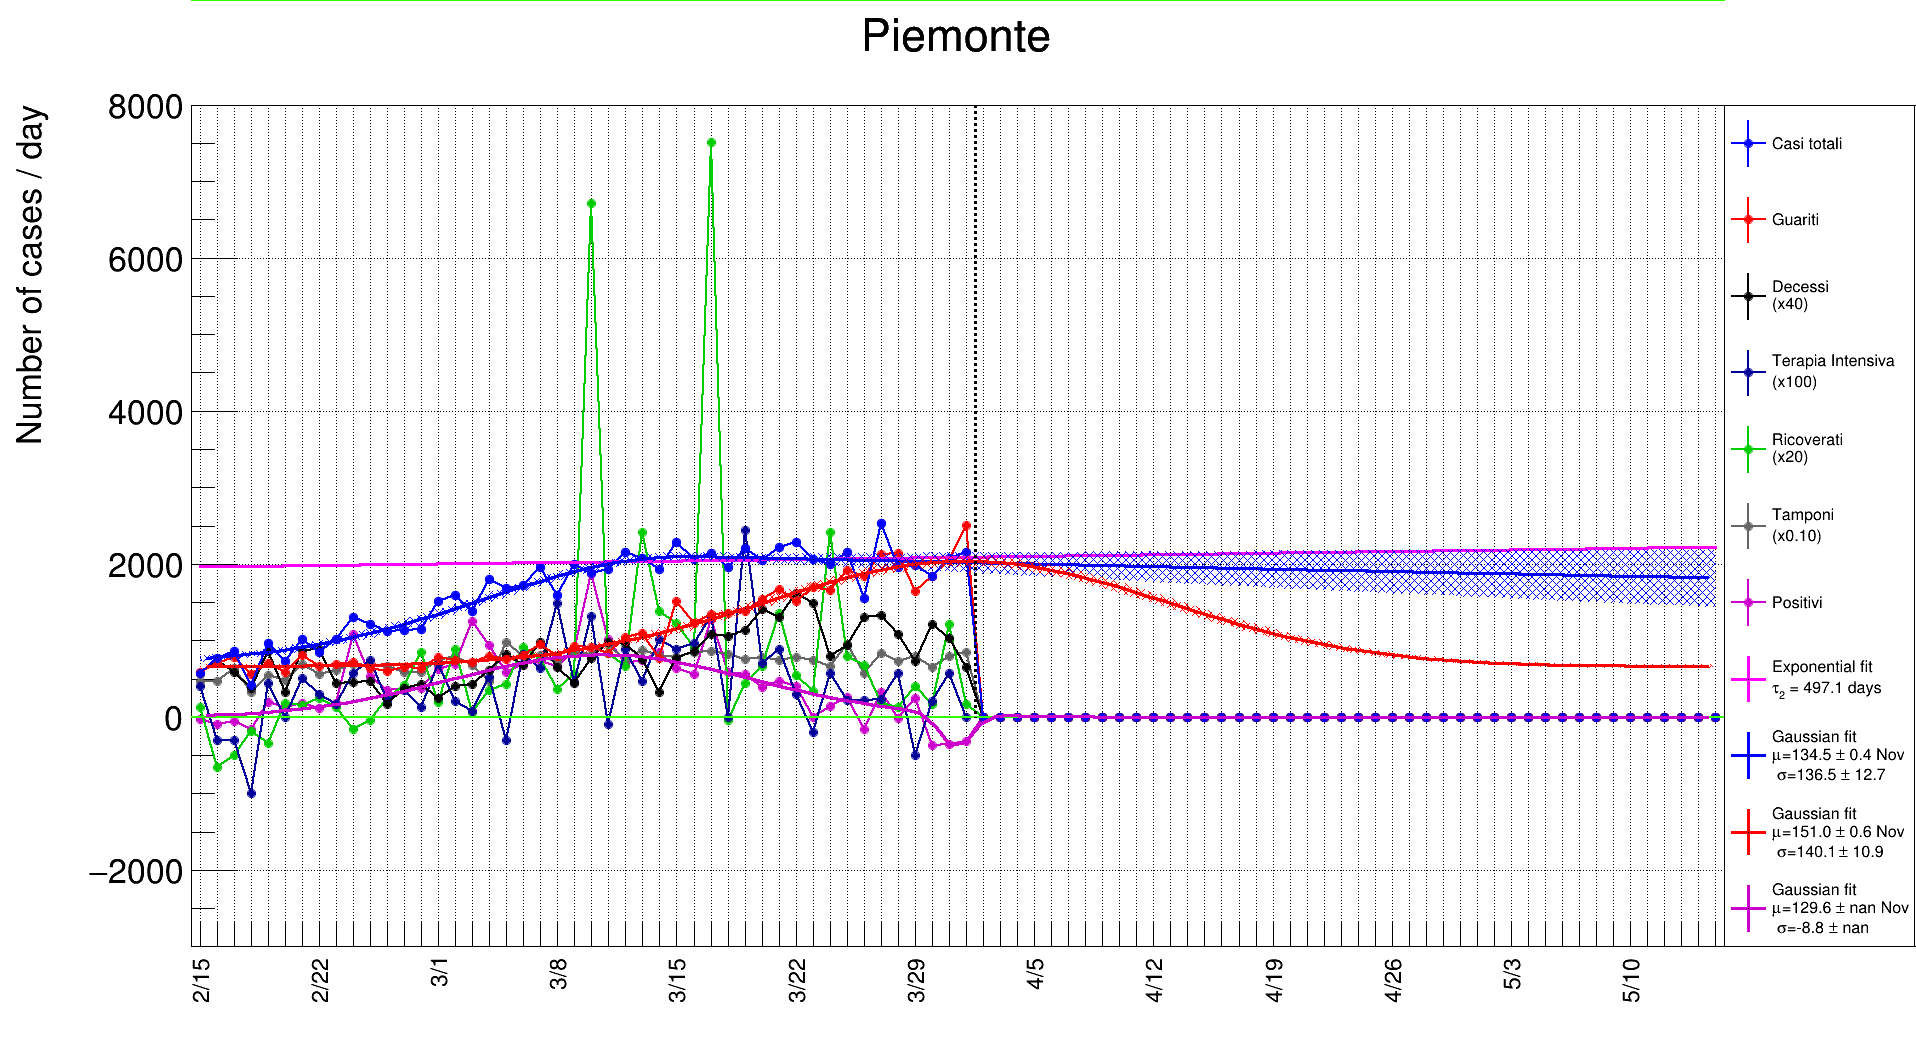 Piemonte
Number of cases / day
8000
6000
4000
2000
0
−2000
2/15
2/22
3/1
3/8
3/15
3/22
3/29
4/5
4/12
4/19
4/26
5/3
5/10
Casi totali
Guariti
Decessi
(x40)
Terapia Intensiva
(x100)
Ricoverati
(x20)
Tamponi
(x0.10)
Positivi
Exponential fit
τ2 = 497.1 days
Gaussian fit
μ=134.5 ± 0.4 Nov
σ=136.5 ± 12.7
Gaussian fit
μ=151.0 ± 0.6 Nov
σ=140.1 ± 10.9
Gaussian fit
μ=129.6 ± nan Nov
σ=-8.8 ± nan